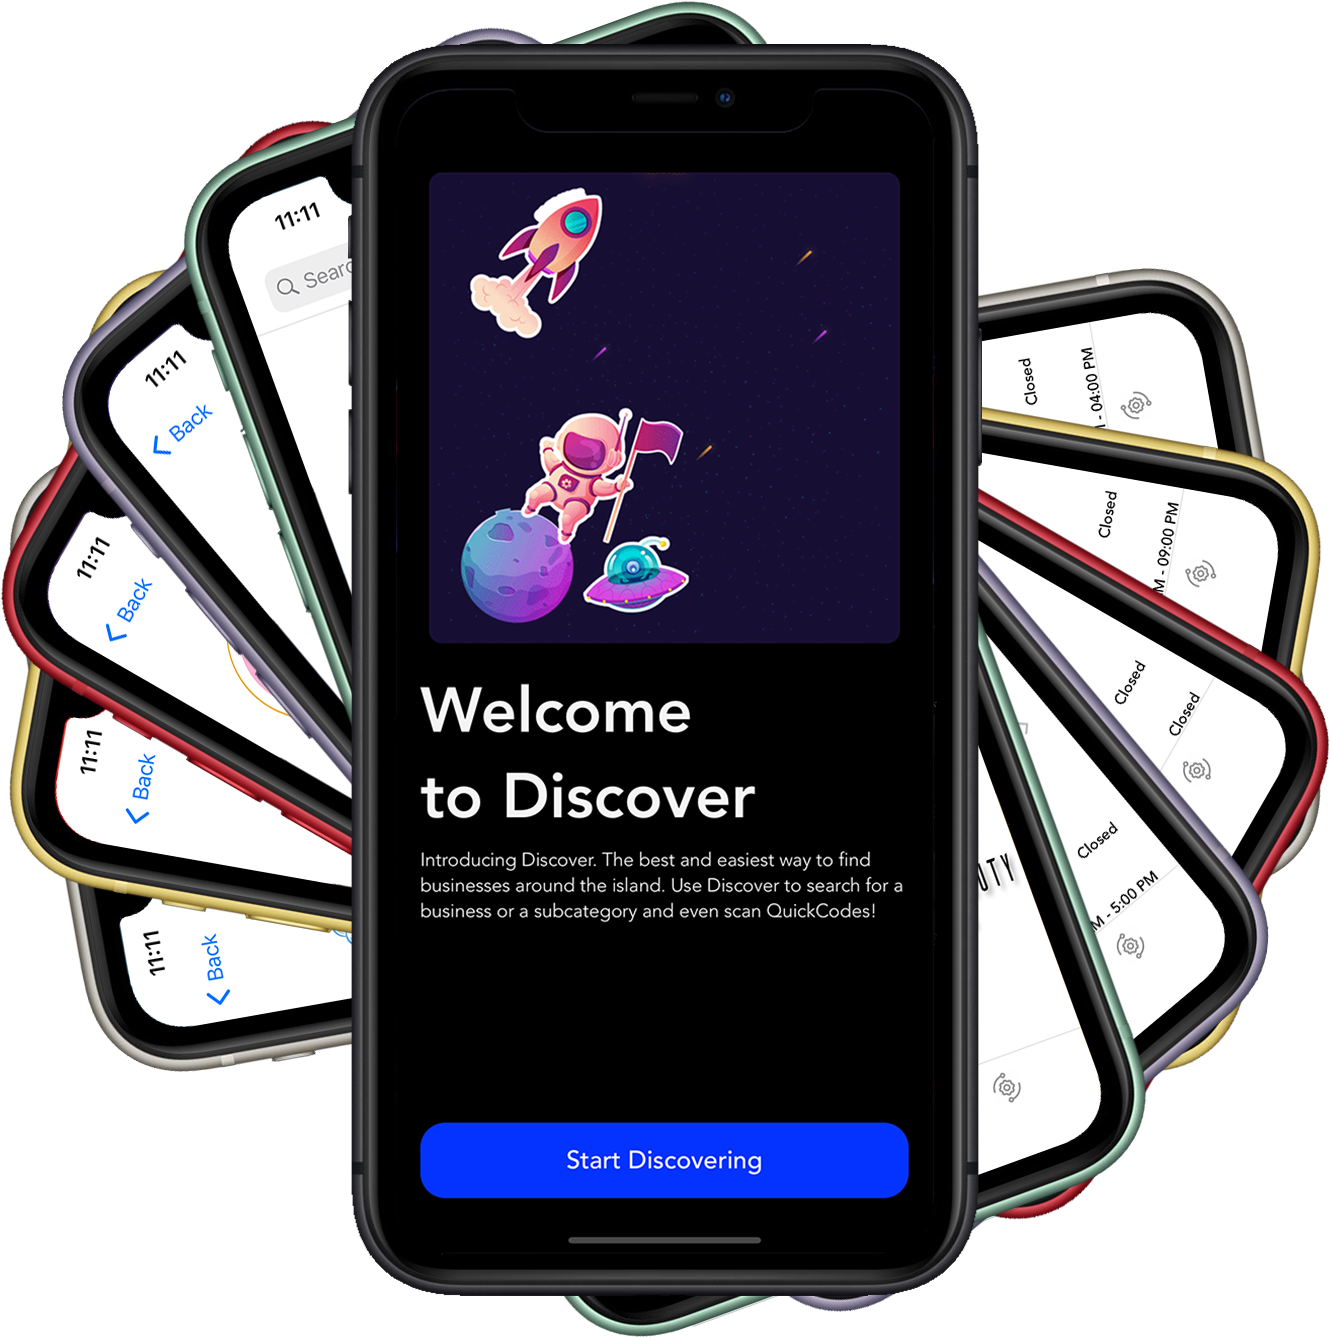 Welcome
to Discover
Introducing Discover. The best and easiest way to find
businesses around the island. Use Discover to search for a
business or a subcategory and even scan QuickCodes!
Start Discovering
11:11
11:11
Back
11:11
Back
11:11
Back
11:11
Back
Closed
- 04:00 PM
Closed
M - 09:00 PM
Closed
Closed
Closed
M - 5:00 PM